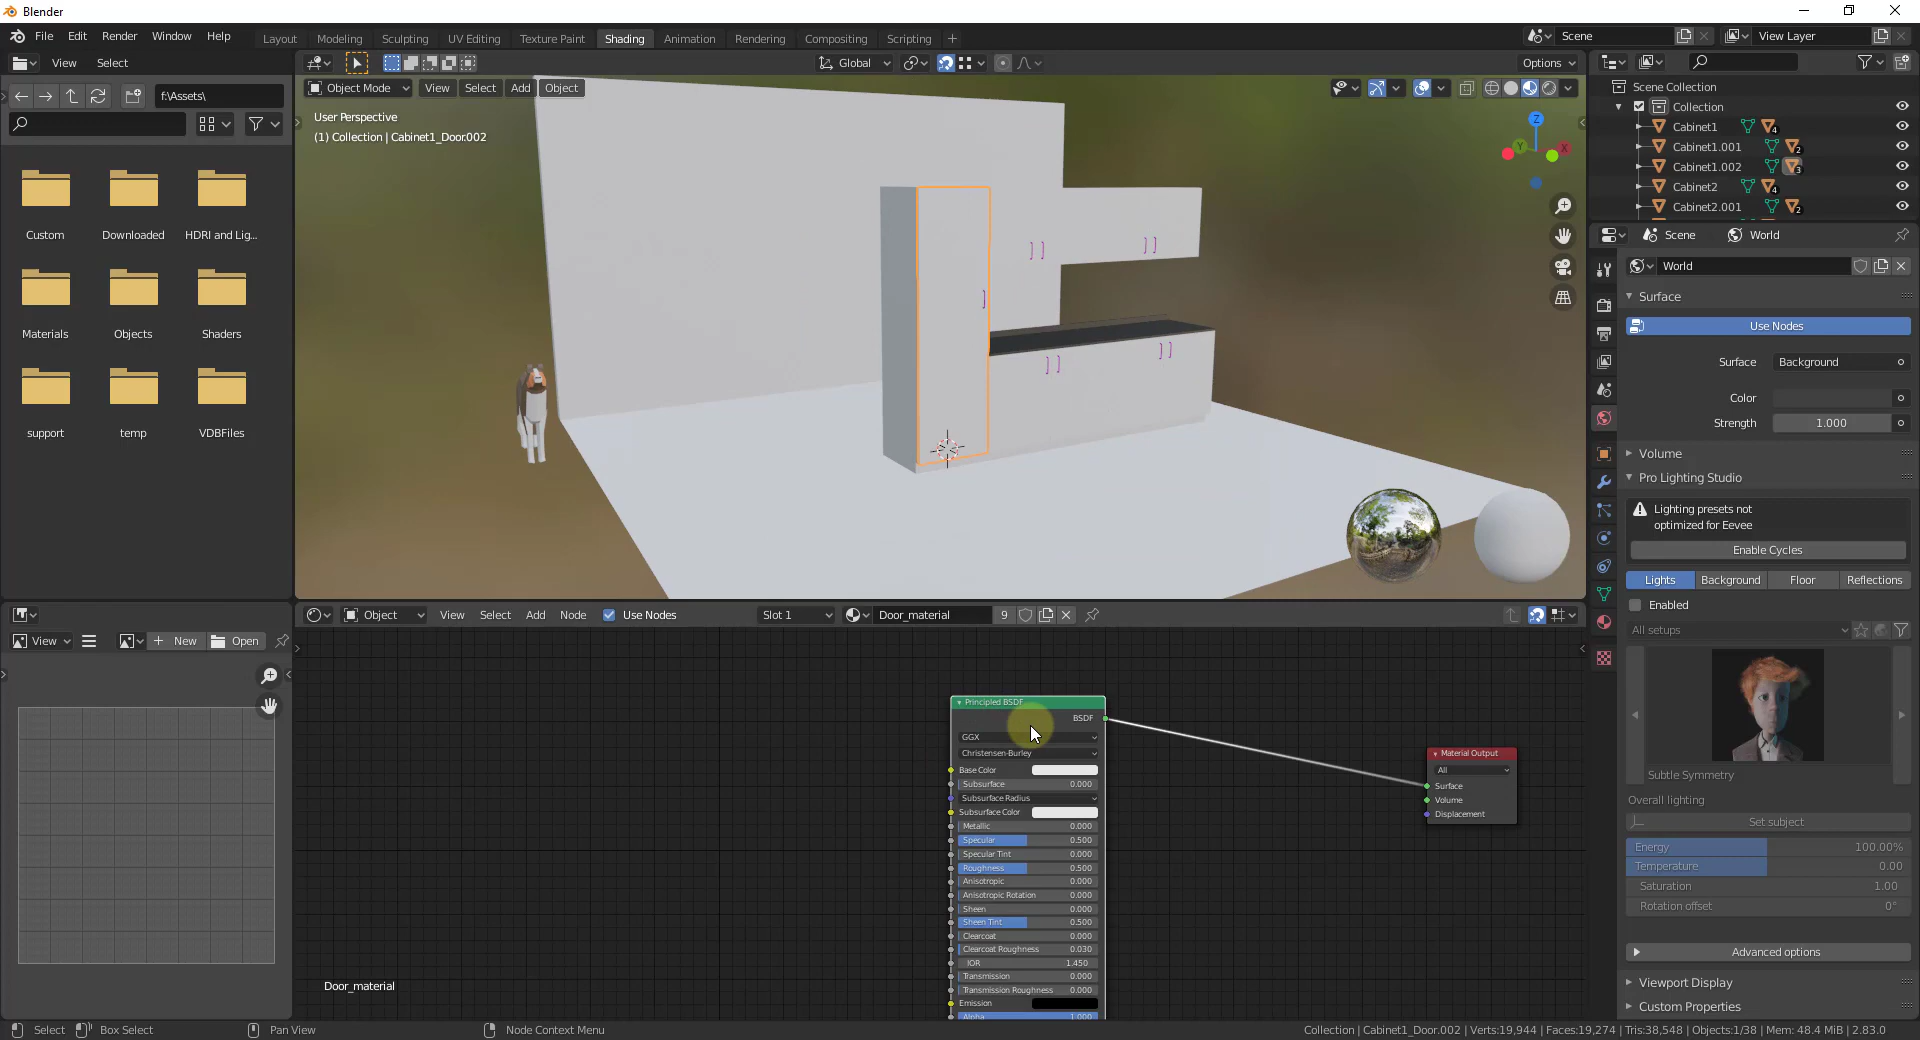 Blender
File Edit Render Window Help
Layout Modeling Sculpting UV Editing Texture Paint Shading Animation Rendering Compositing Scripting
Scene
View Layer
View Select
Global
Options
f:\Assets\
Object Mode View Select Add Object
User Perspective
(1) Collection | Cabinet1_Door.002
Z
Y
X
Custom Downloaded HDRI and Lig...
Materials Objects Shaders
support temp VDBFiles
Scene Collection
Collection
Cabinet1 4
Cabinet1.001 2
Cabinet1.002 3
Cabinet2 4
Cabinet2.001 2
Scene World
World
Surface
Use Nodes
Surface Background
Color
Strength 1.000
Volume
Pro Lighting Studio
Lighting presets not
optimized for Eevee
Enable Cycles
Lights Background Floor Reflections
Enabled
All setups
Subtle Symmetry
Overall lighting
Set subject
Energy 100.00%
Temperature 0.00
Saturation 1.00
Rotation offset 0°
Advanced options
Viewport Display
Custom Properties
View New Open
Object View Select Add Node Use Nodes Slot 1 Door_material 9
Principled BSDF
BSDF
GGX
Christensen-Burley
Base Color
Subsurface 0.000
Subsurface Radius
Subsurface Color
Metallic 0.000
Specular 0.500
Specular Tint 0.000
Roughness 0.500
Anisotropic 0.000
Anisotropic Rotation 0.000
Sheen 0.000
Sheen Tint 0.500
Clearcoat 0.000
Clearcoat Roughness 0.030
IOR 1.450
Transmission 0.000
Transmission Roughness 0.000
Emission
Alpha 1.000
Material Output
All
Surface
Volume
Displacement
Door_material
Select Box Select Pan View Node Context Menu
Collection | Cabinet1_Door.002 | Verts:19,944 | Faces:19,274 | Tris:38,548 | Objects:1/38 | Mem: 48.4 MiB | 2.83.0